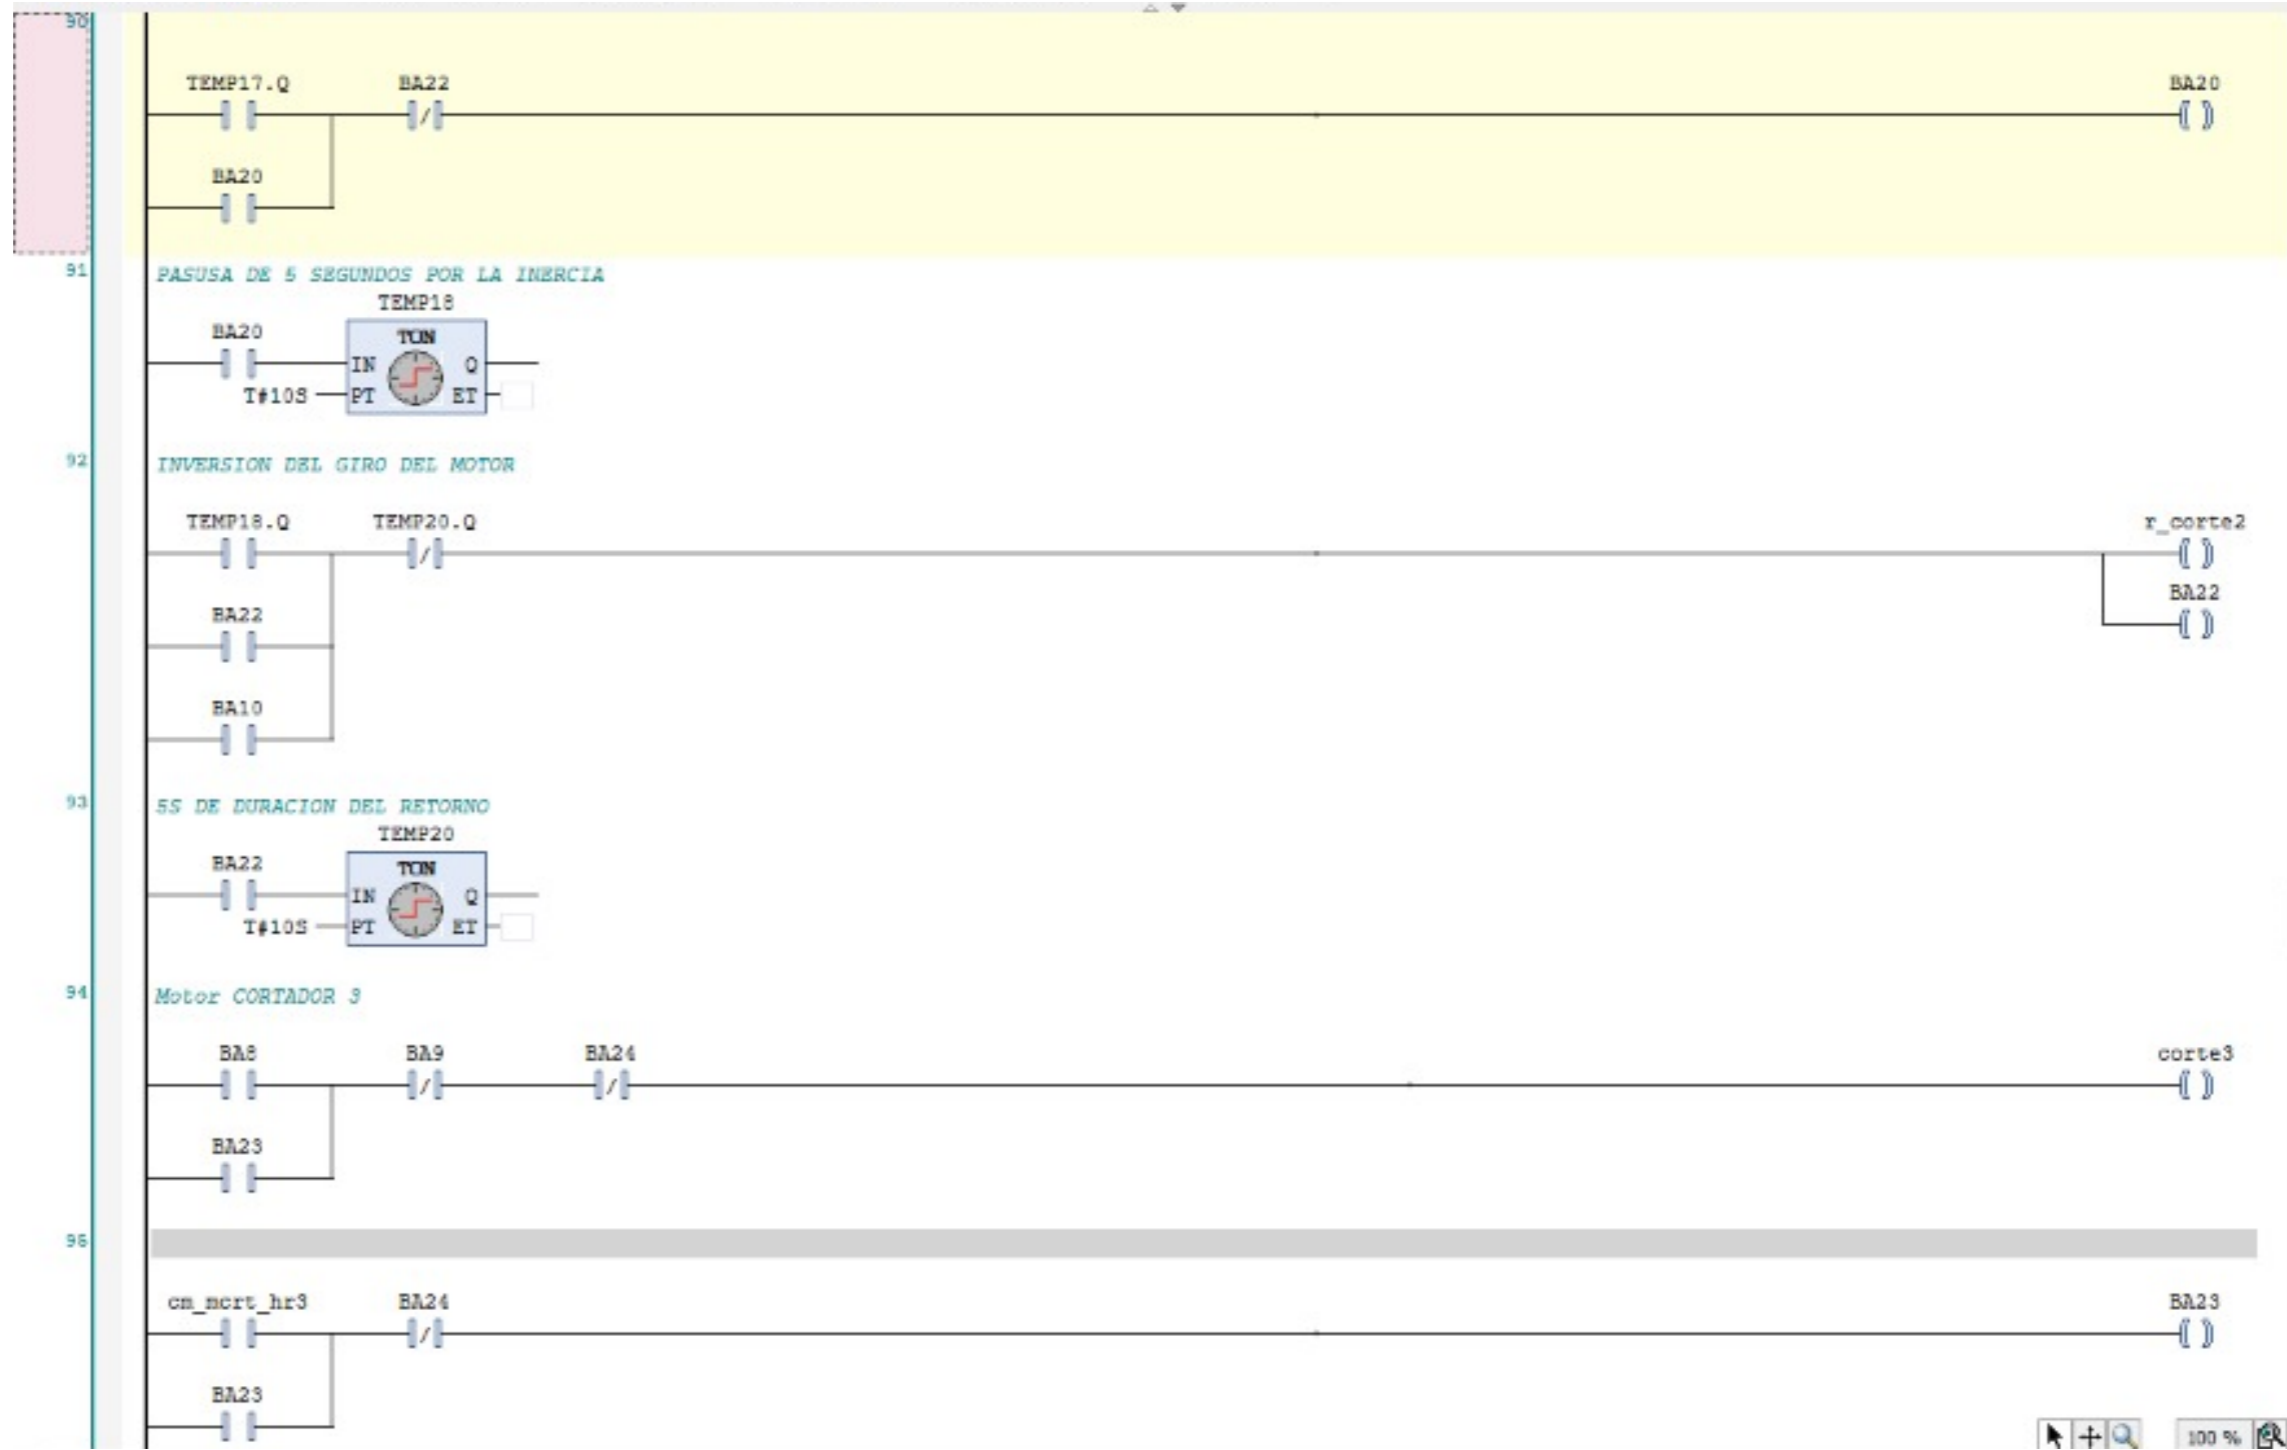 90
TEMP17.Q BA22 BA20
BA20
91 PASUSA DE 5 SEGUNDOS POR LA INERCIA
TEMP18
BA20 TON
IN Q
T#10S PT ET
92 INVERSION DEL GIRO DEL MOTOR
TEMP18.Q TEMP20.Q r_corte2
BA22 BA22
BA10
93 5S DE DURACION DEL RETORNO
TEMP20
BA22 TON
IN Q
T#10S PT ET
94 Motor CORTADOR 3
BA8 BA9 BA24 corte3
BA23
95
cm_mcrt_hr3 BA24 BA23
BA23
100 %